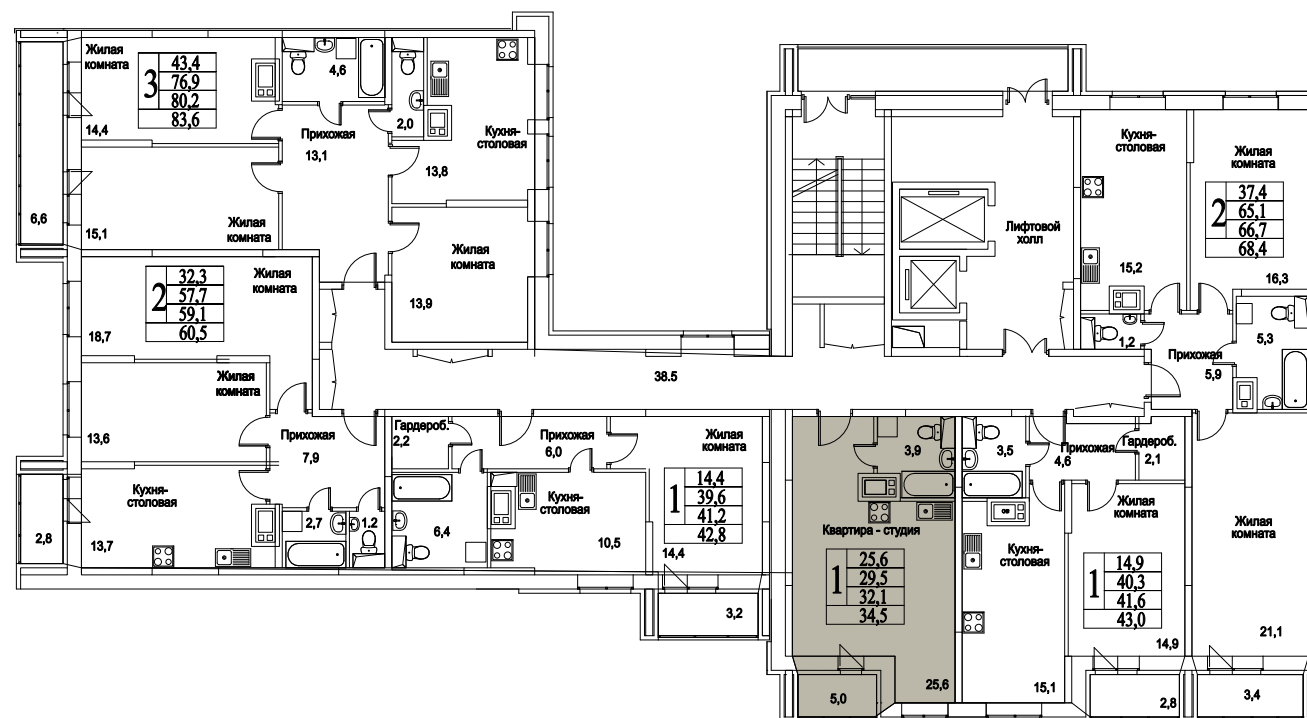 Жилая
комната
3
43,4
76,9
80,2
83,6
14,4
4,6
2,0
Прихожая
13,1
Кухня-
столовая
13,8
6,6
15,1
Жилая
комната
Жилая
комната
13,9
2
32,3
57,7
59,1
60,5
Жилая
комната
18,7
Жилая
комната
13,6
Прихожая
7,9
Кухня-
столовая
13,7
2,8
2,7
1.2
Гардероб.
2,2
Прихожая
6,0
6,4
Кухня-
столовая
10,5
Жилая
комната
1
14,4
39,6
41,2
42,8
14,4
3,2
38.5
Лифтовой
холл
Кухня-
столовая
15,2
Жилая
комната
2
37,4
65,1
66,7
68,4
16,3
1,2
5,3
Прихожая
5,9
3,9
Квартира - студия
1
25,6
29,5
32,1
34,5
25,6
5,0
3,5
Прихожая
4,6
Гардероб.
2,1
Кухня-
столовая
15,1
Жилая
комната
1
14,9
40,3
41,6
43,0
14,9
2,8
Жилая
комната
21,1
3,4